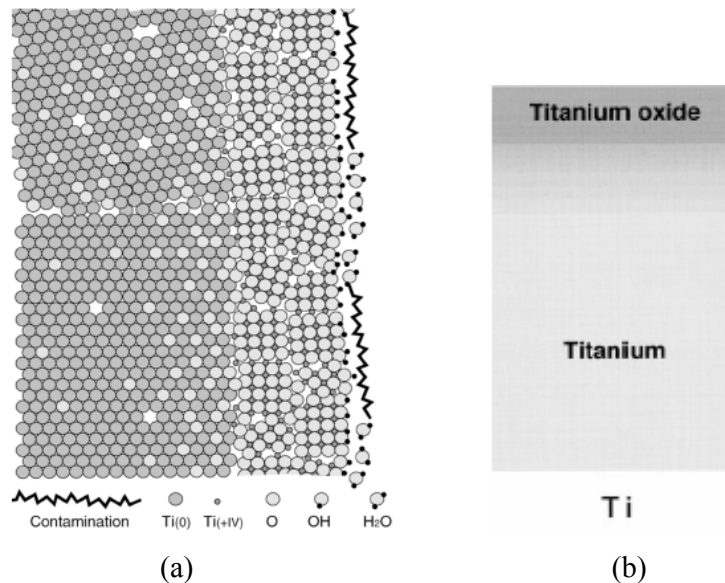 Contamination Ti(0) Ti(+IV) O OH H2O
(a)
Titanium oxide
Titanium
Ti
(b)